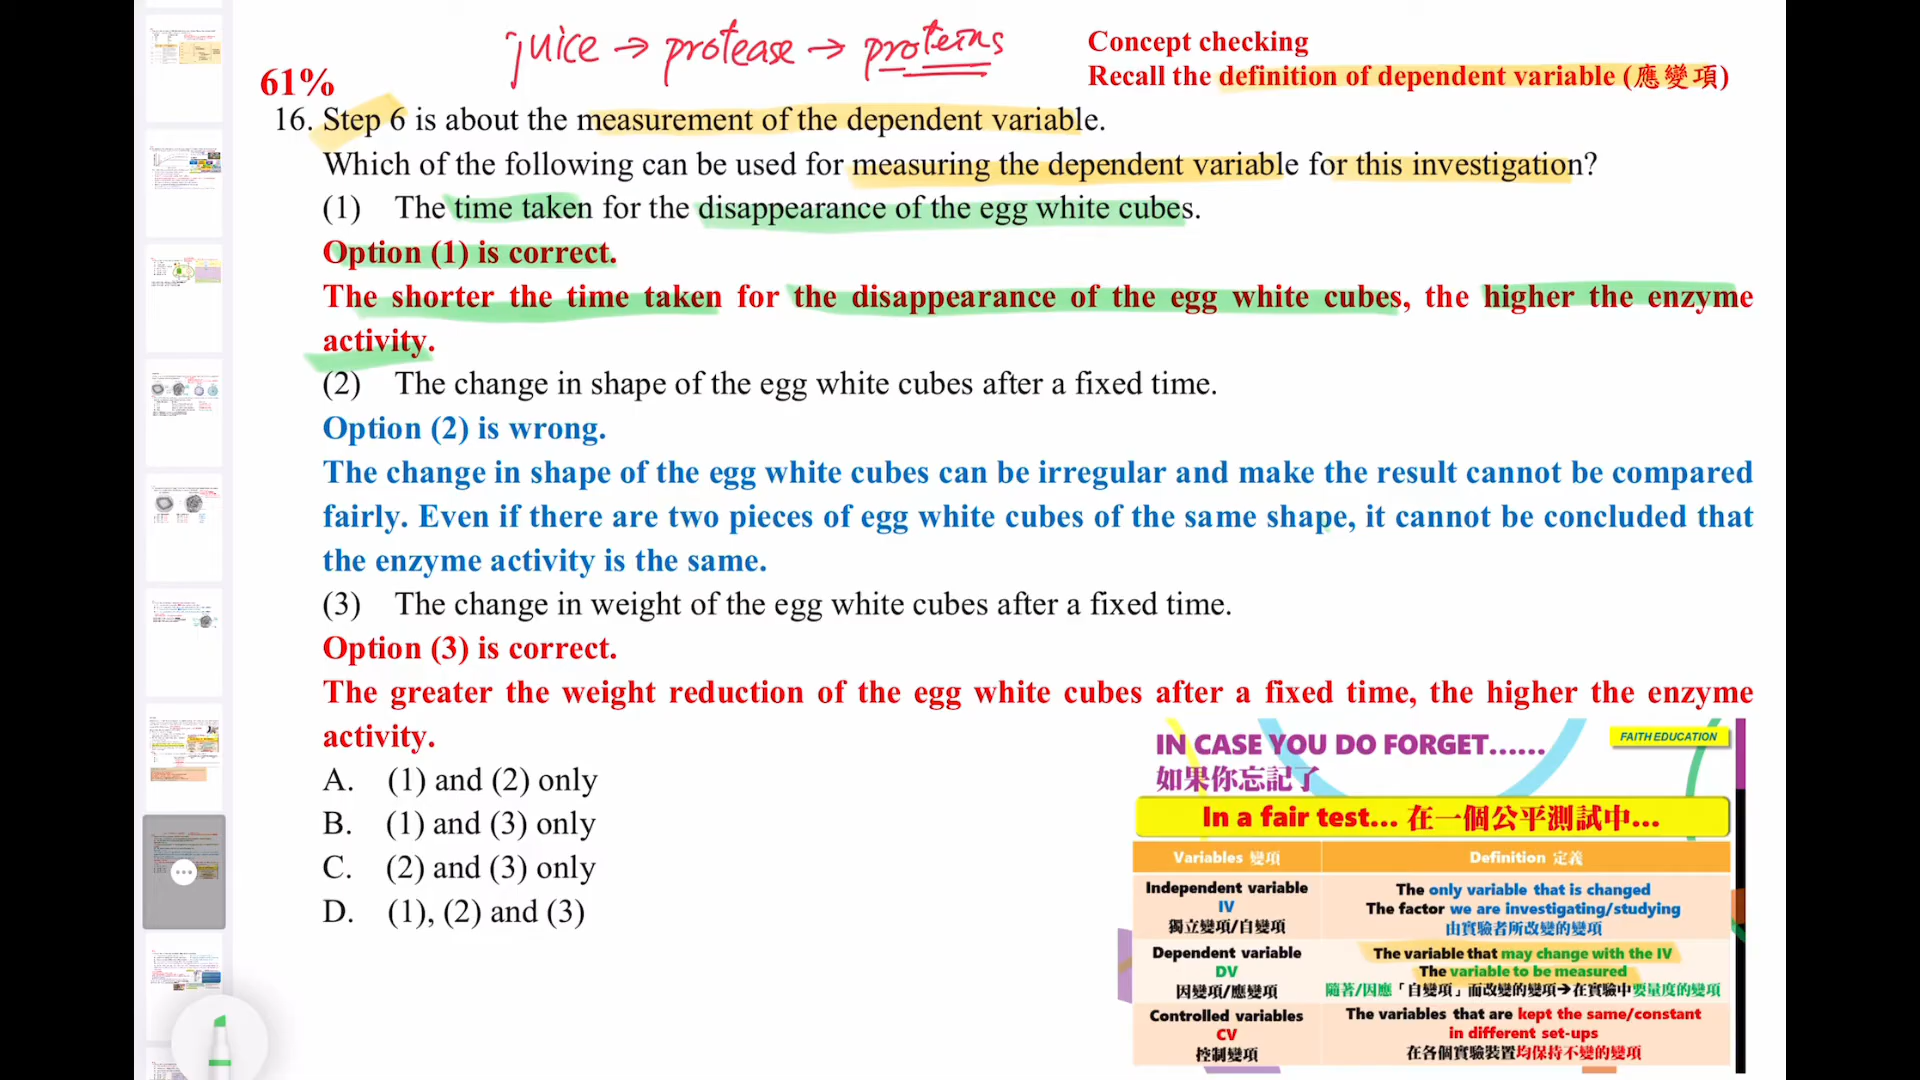 juice → protease → proteins
Concept checking
61%
Recall the definition of dependent variable (應變項)
16. Step 6 is about the measurement of the dependent variable.
Which of the following can be used for measuring the dependent variable for this investigation?
(1) The time taken for the disappearance of the egg white cubes.
Option (1) is correct.
The shorter the time taken for the disappearance of the egg white cubes, the higher the enzyme
activity.
(2) The change in shape of the egg white cubes after a fixed time.
Option (2) is wrong.
The change in shape of the egg white cubes can be irregular and make the result cannot be compared
fairly. Even if there are two pieces of egg white cubes of the same shape, it cannot be concluded that
the enzyme activity is the same.
(3) The change in weight of the egg white cubes after a fixed time.
Option (3) is correct.
The greater the weight reduction of the egg white cubes after a fixed time, the higher the enzyme
activity.
A. (1) and (2) only
B. (1) and (3) only
C. (2) and (3) only
D. (1), (2) and (3)
IN CASE YOU DO FORGET......
FAITH EDUCATION
如果你忘記了
In a fair test... 在一個公平測試中...
Variables 變項
Definition 定義
Independent variable
IV
獨立變項/自變項
The only variable that is changed
The factor we are investigating/studying
由實驗者所改變的變項
Dependent variable
DV
因變項/應變項
The variable that may change with the IV
The variable to be measured
隨著/因應「自變項」而改變的變項→在實驗中要量度的變項
Controlled variables
CV
控制變項
The variables that are kept the same/constant
in different set-ups
在各個實驗裝置均保持不變的變項